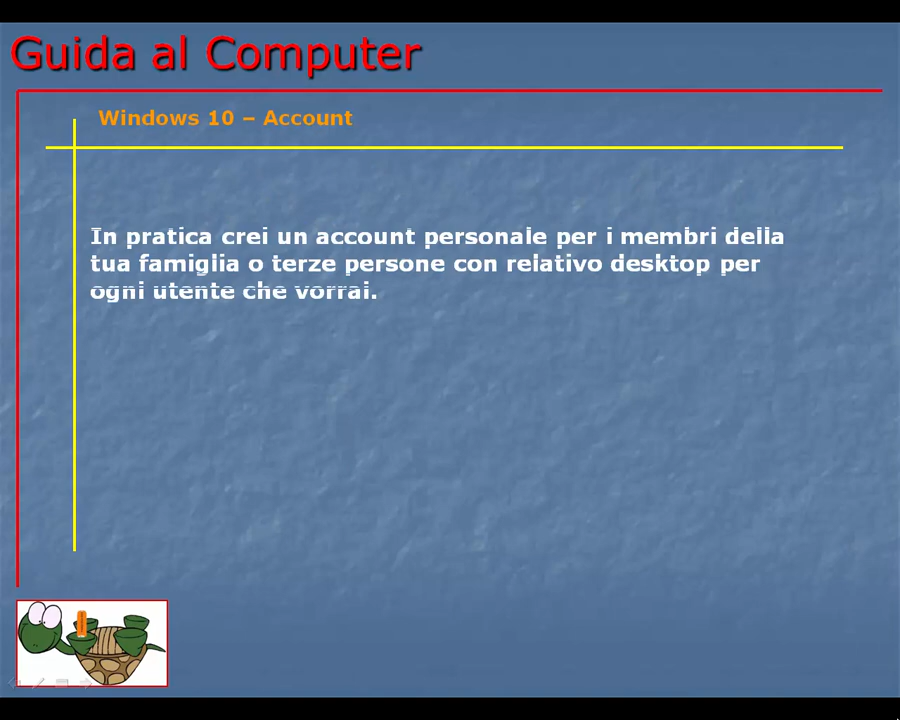 Guida al Computer
Windows 10 – Account
In pratica crei un account personale per i membri della
tua famiglia o terze persone con relativo desktop per
ogni utente che vorrai.